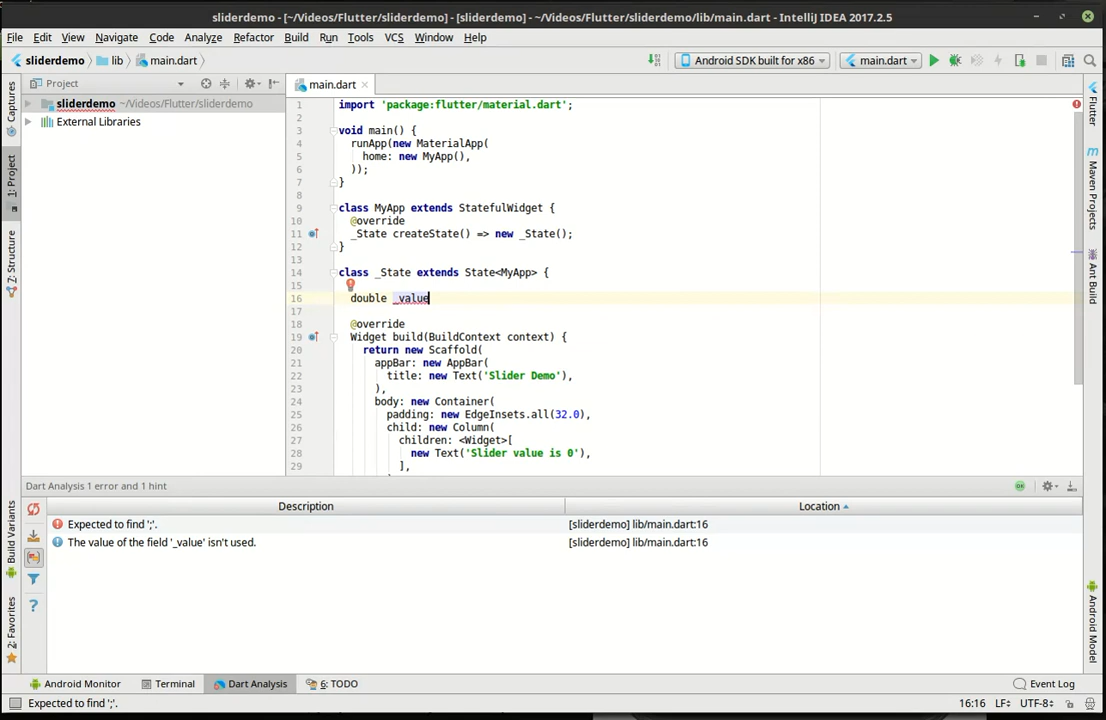 sliderdemo - [~/Videos/Flutter/sliderdemo] - [sliderdemo] - ~/Videos/Flutter/sliderdemo/lib/main.dart - IntelliJ IDEA 2017.2.5
File Edit View Navigate Code Analyze Refactor Build Run Tools VCS Window Help
sliderdemo lib main.dart Android SDK built for x86 main.dart
Project
main.dart
sliderdemo ~/Videos/Flutter/sliderdemo
External Libraries
Captures
1: Project
7: Structure
Build Variants
2: Favorites
1 import 'package:flutter/material.dart';
2
3 void main() {
4 runApp(new MaterialApp(
5 home: new MyApp(),
6 ));
7 }
8
9 class MyApp extends StatefulWidget {
10 @override
11 _State createState() => new _State();
12 }
13
14 class _State extends State<MyApp> {
15
16 double _value
17
18 @override
19 Widget build(BuildContext context) {
20 return new Scaffold(
21 appBar: new AppBar(
22 title: new Text('Slider Demo'),
23 ),
24 body: new Container(
25 padding: new EdgeInsets.all(32.0),
26 child: new Column(
27 children: <Widget>[
28 new Text('Slider value is 0'),
29 ],
Flutter
Maven Projects
Ant Build
Android Model
Dart Analysis 1 error and 1 hint
Description Location
Expected to find ';'. [sliderdemo] lib/main.dart:16
The value of the field '_value' isn't used. [sliderdemo] lib/main.dart:16
Android Monitor Terminal Dart Analysis 6: TODO Event Log
Expected to find ';'. 16:16 LF UTF-8